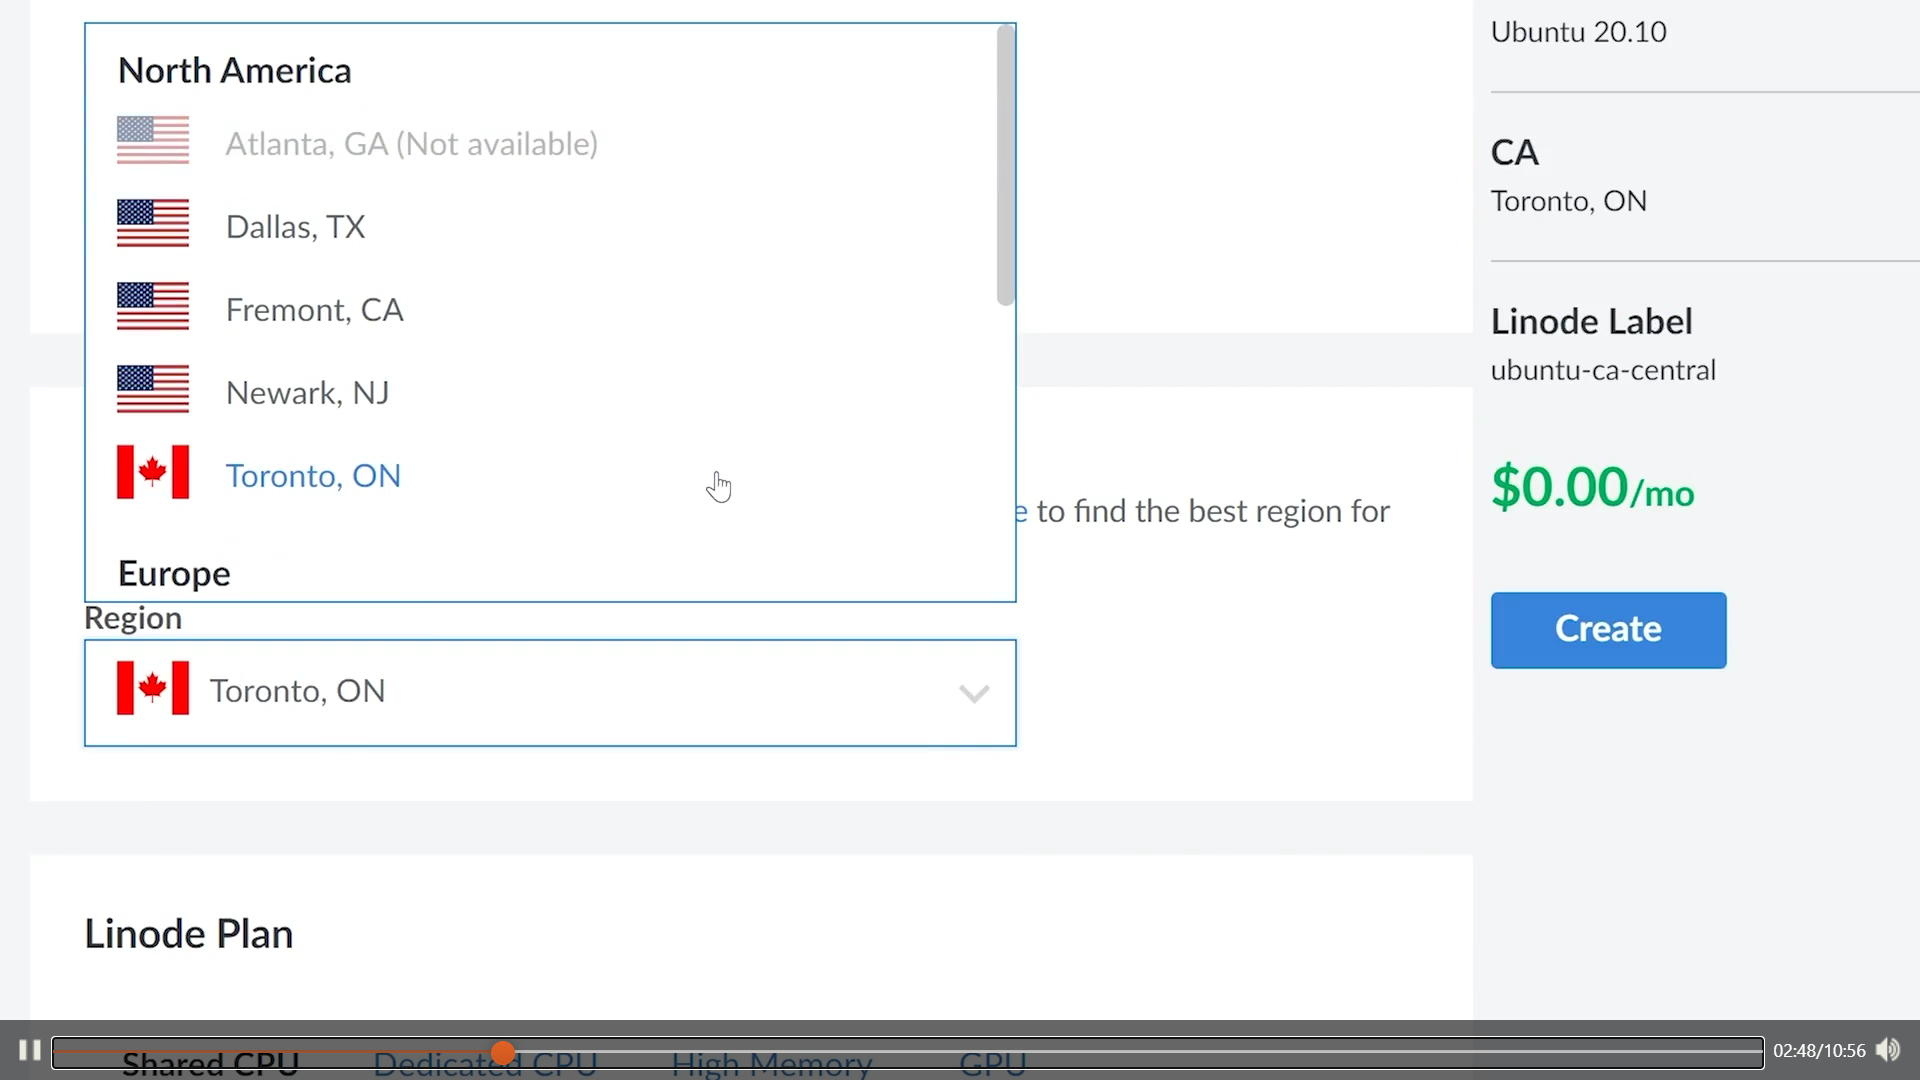 North America
Atlanta, GA (Not available)
Dallas, TX
Fremont, CA
Newark, NJ
Toronto, ON
Europe
e to find the best region for
Region
Toronto, ON
Linode Plan
Shared CPU Dedicated CPU High Memory GPU
Ubuntu 20.10
CA
Toronto, ON
Linode Label
ubuntu-ca-central
$0.00/mo
Create
02:48/10:56